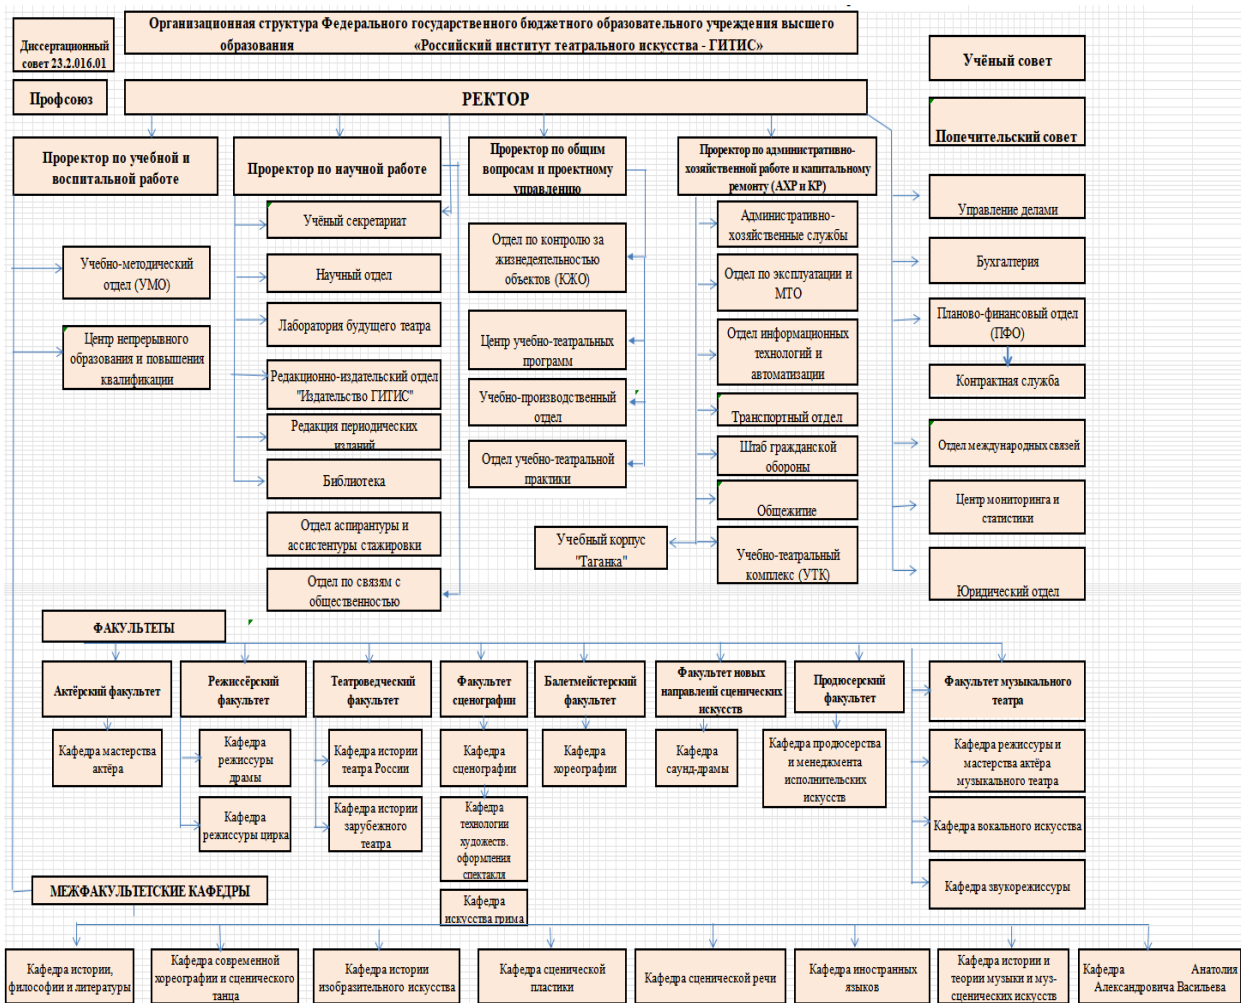 Организационная структура Федерального государственного бюджетного образовательного учреждения высшего
образования «Российский институт театрального искусства - ГИТИС»
Диссертационный
совет 23.2.016.01
Учёный совет
Профсоюз
РЕКТОР
Попечительский совет
Проректор по учебной и
воспитальной работе
Проректор по научной работе
Проректор по общим
вопросам и проектному
управлению
Проректор по административно-
хозяйственной работе и капитальному
ремонту (АХР и КР)
Учебно-методический
отдел (УМО)
Центр непрерывного
образования и повышения
квалификации
Учёный секретариат
Научный отдел
Лаборатория будущего театра
Редакционно-издательский отдел
"Издательство ГИТИС"
Редакция периодических
изданий
Библиотека
Отдел аспирантуры и
ассистентуры стажировки
Отдел по связям с
общественностью
Отдел по контролю за
жизнедеятельностью
объектов (КЖО)
Центр учебно-театральных
программ
Учебно-производственный
отдел
Отдел учебно-театральной
практики
Учебный корпус
"Таганка"
Административно-
хозяйственные службы
Отдел по эксплуатации и
МТО
Отдел информационных
технологий и
автоматизации
Транспортный отдел
Штаб гражданской
обороны
Общежитие
Учебно-театральный
комплекс (УТК)
Управление делами
Бухгалтерия
Планово-финансовый отдел
(ПФО)
Контрактная служба
Отдел международных связей
Центр мониторинга и
статистики
Юридический отдел
ФАКУЛЬТЕТЫ
Актёрский факультет
Режиссёрский
факультет
Театроведческий
факультет
Факультет
сценографии
Балетмейстерский
факультет
Факультет новых
направлений сценических
искусств
Продюсерский
факультет
Факультет музыкального
театра
Кафедра мастерства
актёра
Кафедра
режиссуры
драмы
Кафедра
режиссуры цирка
Кафедра истории
театра России
Кафедра истории
зарубежного
театра
Кафедра
сценографии
Кафедра
технологии
художеств.
оформления
спектакля
Кафедра
искусства грима
Кафедра
хореографии
Кафедра
саунд-драмы
Кафедра продюсерства
и менеджмента
исполнительских
искусств
Кафедра режиссуры и
мастерства актёра
музыкального театра
Кафедра вокального искусства
Кафедра звукорежиссуры
МЕЖФАКУЛЬТЕТСКИЕ КАФЕДРЫ
Кафедра истории,
философии и литературы
Кафедра современной
хореографии и сценического
танца
Кафедра истории
изобразительного искусства
Кафедра сценической
пластики
Кафедра сценической речи
Кафедра иностранных
языков
Кафедра истории и
теории музыки и муз-
сценических искусств
Кафедра Анатолия
Александровича Васильева